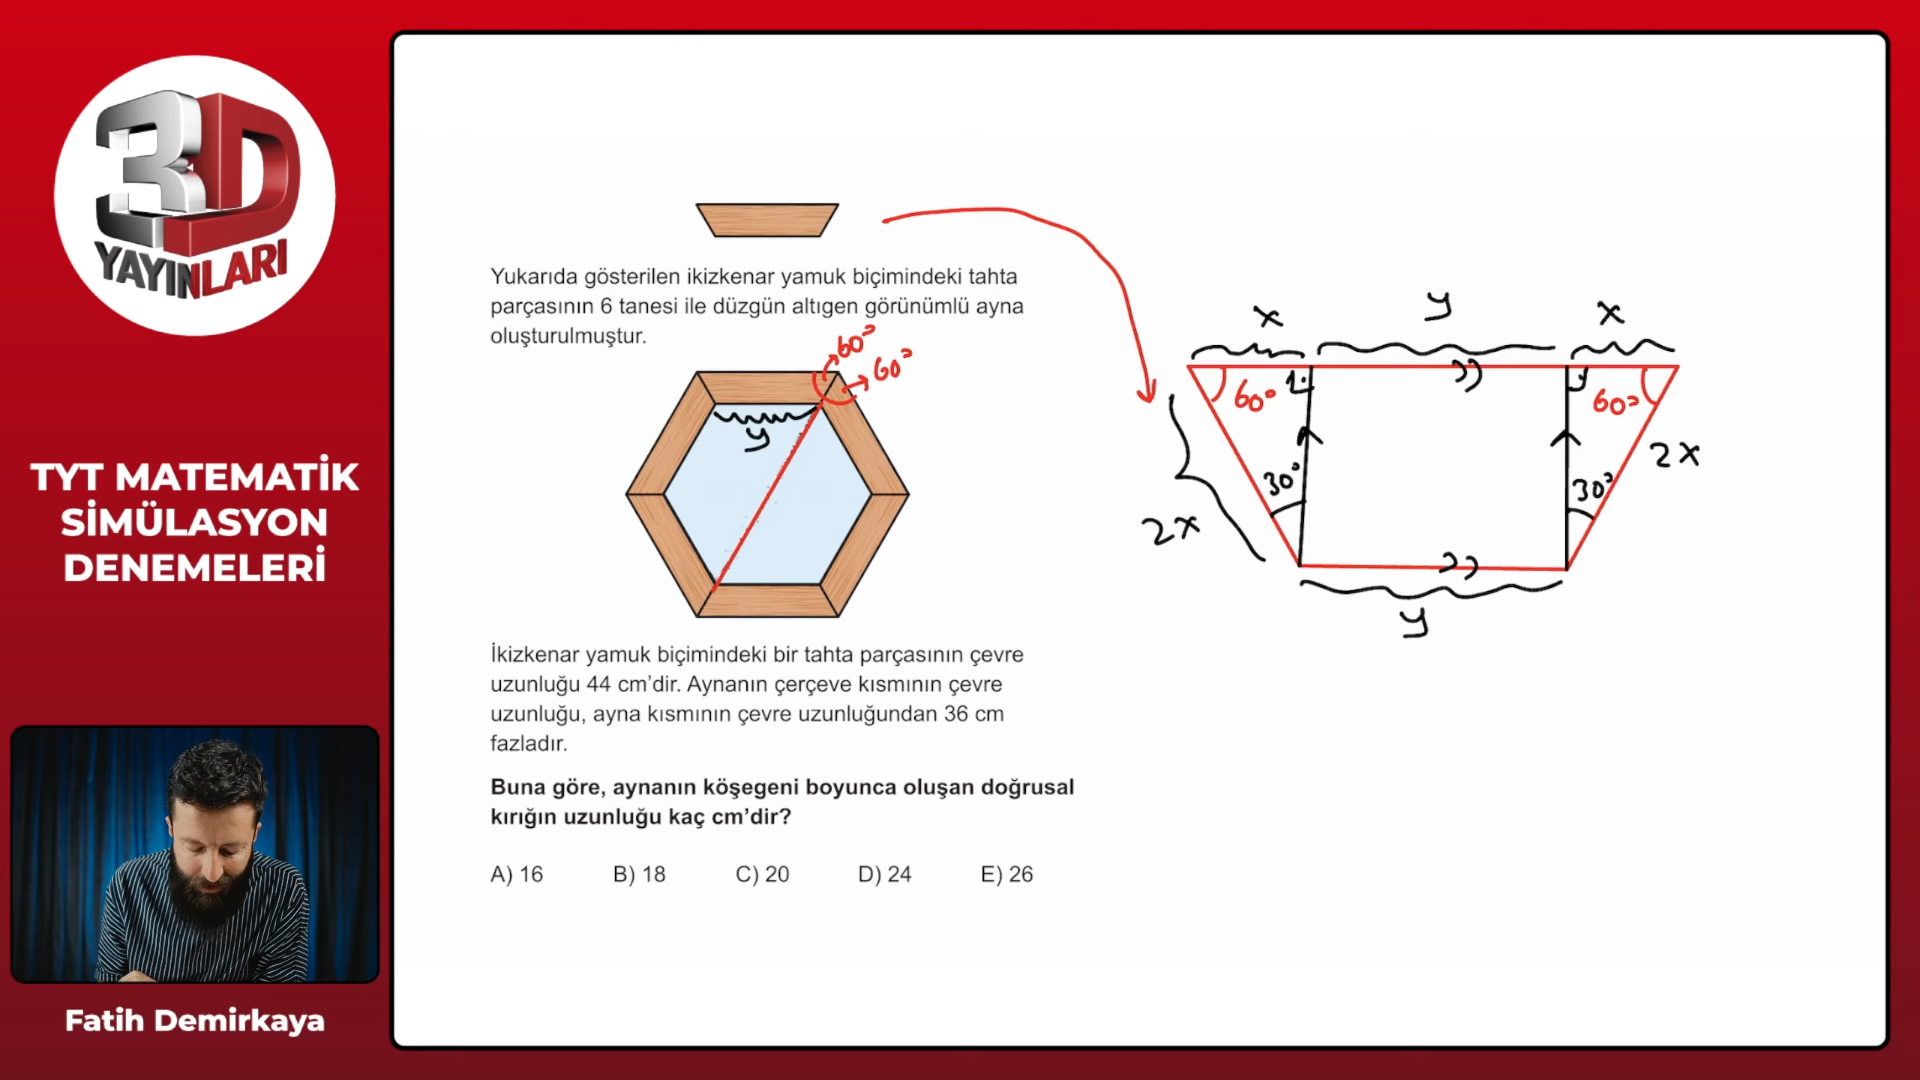 3D
YAYINLARI
TYT MATEMATİK
SİMÜLASYON
DENEMELERİ
Fatih Demirkaya
Yukarıda gösterilen ikizkenar yamuk biçimindeki tahta
parçasının 6 tanesi ile düzgün altıgen görünümlü ayna
oluşturulmuştur.
60°
60°
y
İkizkenar yamuk biçimindeki bir tahta parçasının çevre
uzunluğu 44 cm’dir. Aynanın çerçeve kısmının çevre
uzunluğu, ayna kısmının çevre uzunluğundan 36 cm
fazladır.
Buna göre, aynanın köşegeni boyunca oluşan doğrusal
kırığın uzunluğu kaç cm’dir?
A) 16 B) 18 C) 20 D) 24 E) 26
x y x
60° 60°
30° 30°
2x 2x
y